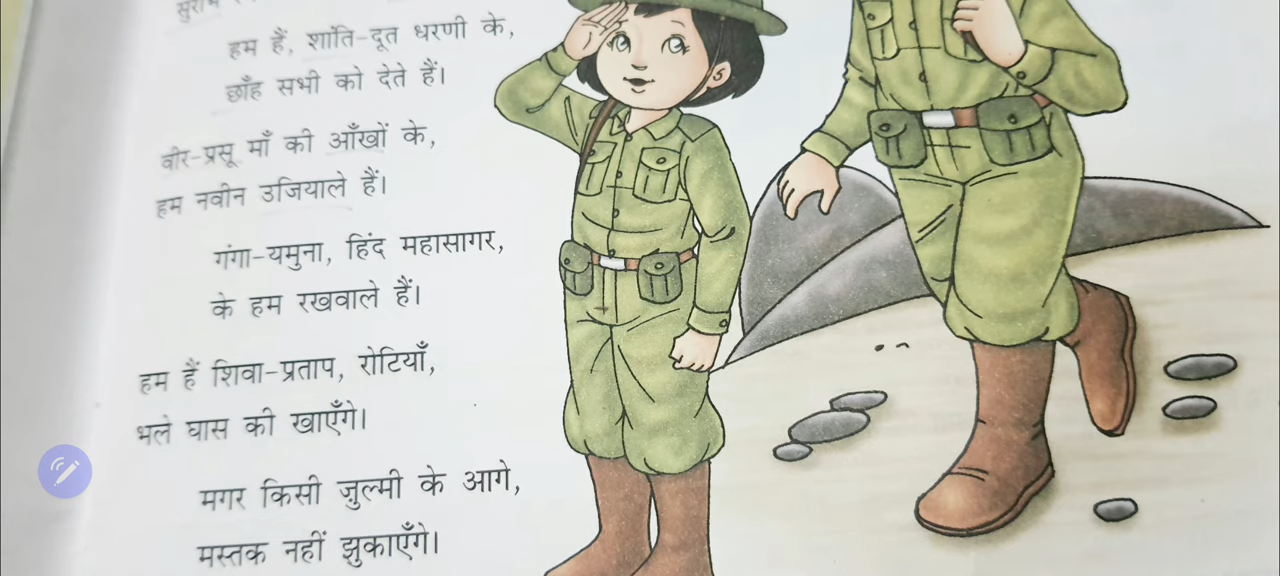 हम हैं, शांति-दूत धरणी के,
छाँह सभी को देते हैं।
वीर-प्रसू माँ की आँखों के,
हम नवीन उजियाले हैं।
गंगा-यमुना, हिंद महासागर,
के हम रखवाले हैं।
हम हैं शिवा-प्रताप, रोटियाँ,
भले घास की खाएँगे।
मगर किसी ज़ुल्मी के आगे,
मस्तक नहीं झुकाएँगे।